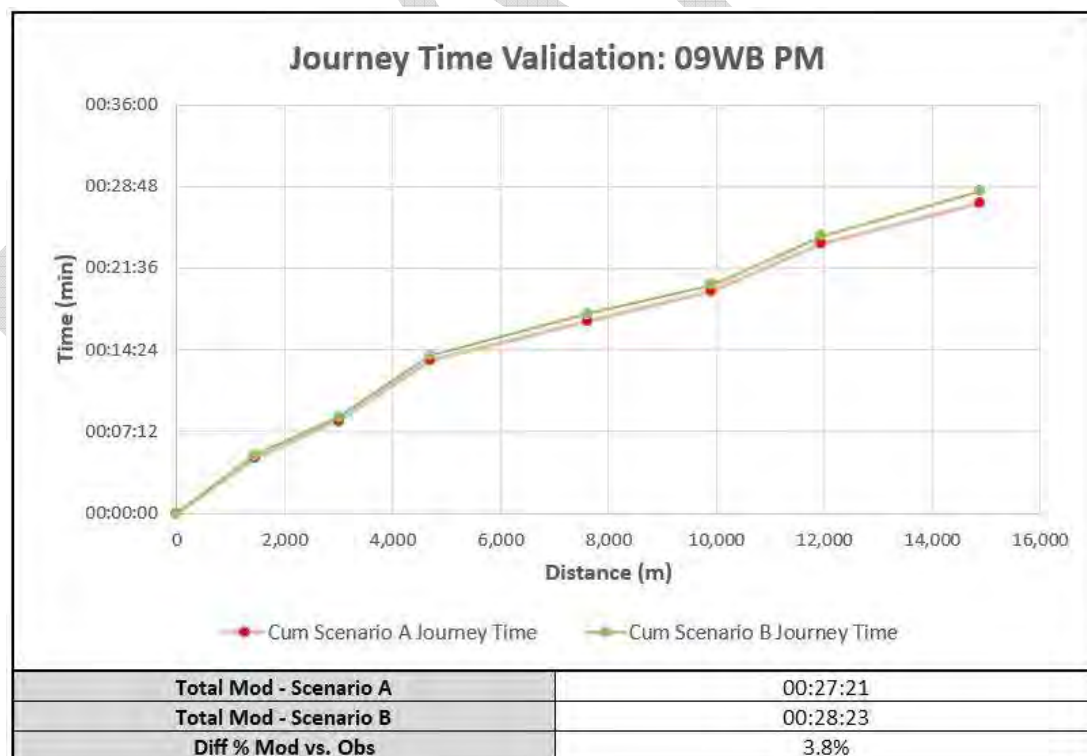 Journey Time Validation: 09WB PM
00:36:00
00:28:48
00:21:36
00:14:24
00:07:12
00:00:00
Time (min)
0 2,000 4,000 6,000 8,000 10,000 12,000 14,000 16,000
Distance (m)
Cum Scenario A Journey Time Cum Scenario B Journey Time
Total Mod - Scenario A 00:27:21
Total Mod - Scenario B 00:28:23
Diff % Mod vs. Obs 3.8%